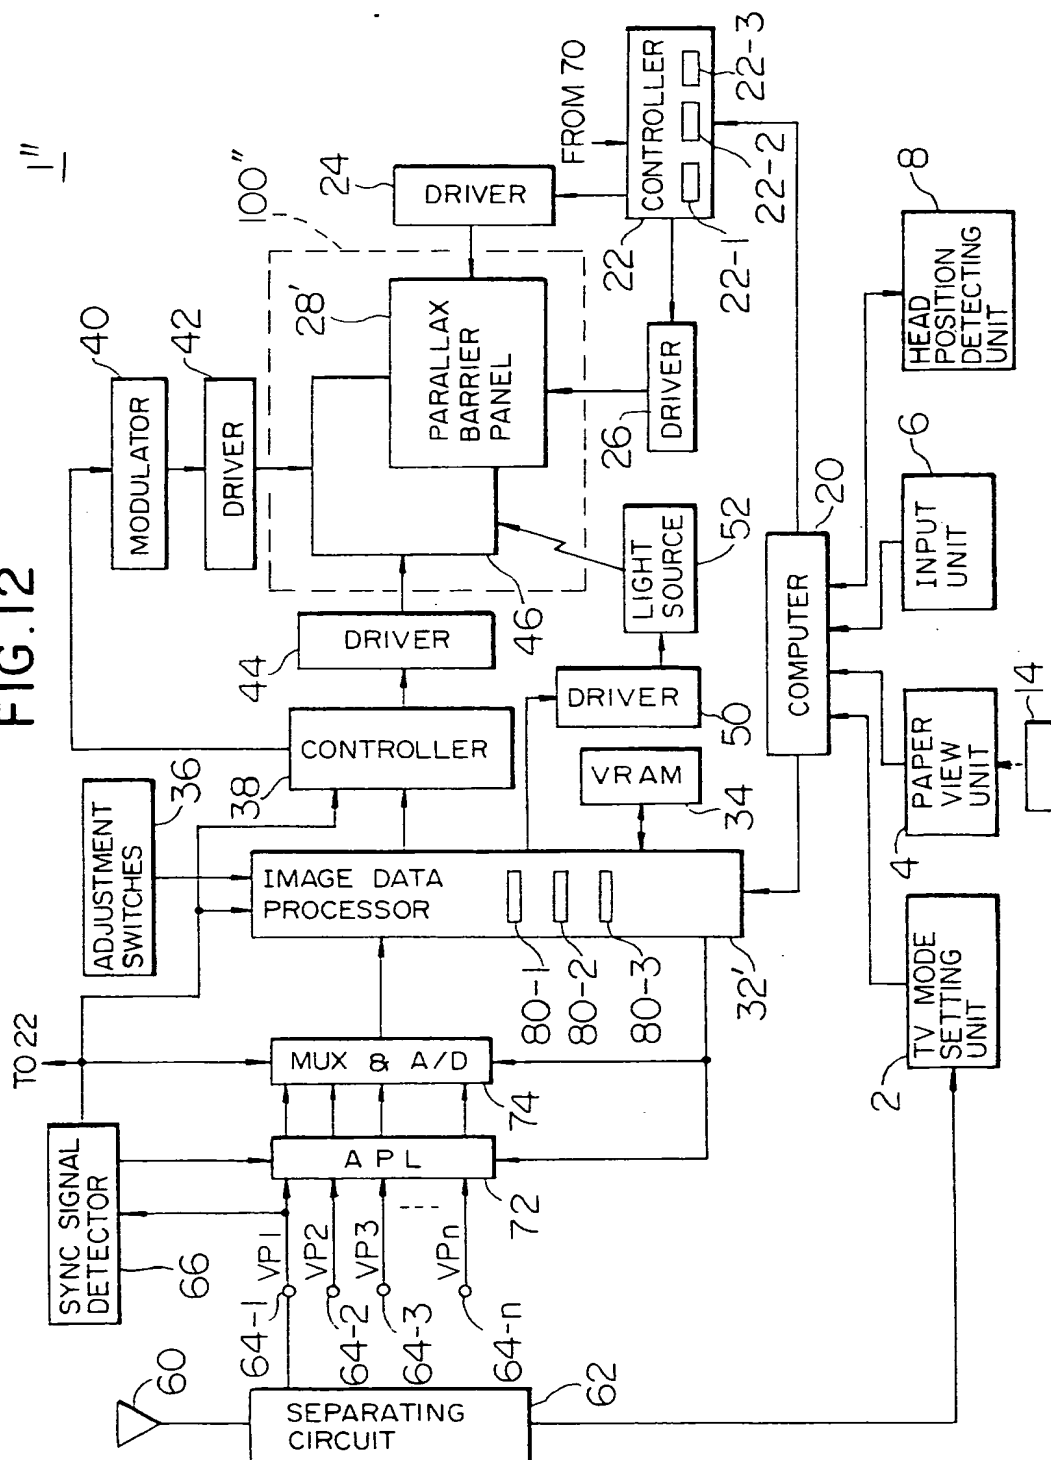 FIG.12
1"
60
SEPARATING
CIRCUIT
62
64-1
64-2
64-3
64-n
VP1
VP2
VP3
VPn
SYNC SIGNAL
DETECTOR
66
TO 22
APL
72
MUX & A/D
74
ADJUSTMENT
SWITCHES
36
IMAGE DATA
PROCESSOR
80-1
80-2
80-3
32'
VRAM
34
CONTROLLER
38
MODULATOR
40
DRIVER
42
DRIVER
44
46
100"
PARALLAX
BARRIER
PANEL
28'
DRIVER
24
DRIVER
26
FROM 70
CONTROLLER
22
22-1
22-2
22-3
DRIVER
50
LIGHT
SOURCE
52
COMPUTER
20
TV MODE
SETTING
UNIT
2
PAPER
VIEW
UNIT
4
14
INPUT
UNIT
6
HEAD
POSITION
DETECTING
UNIT
8